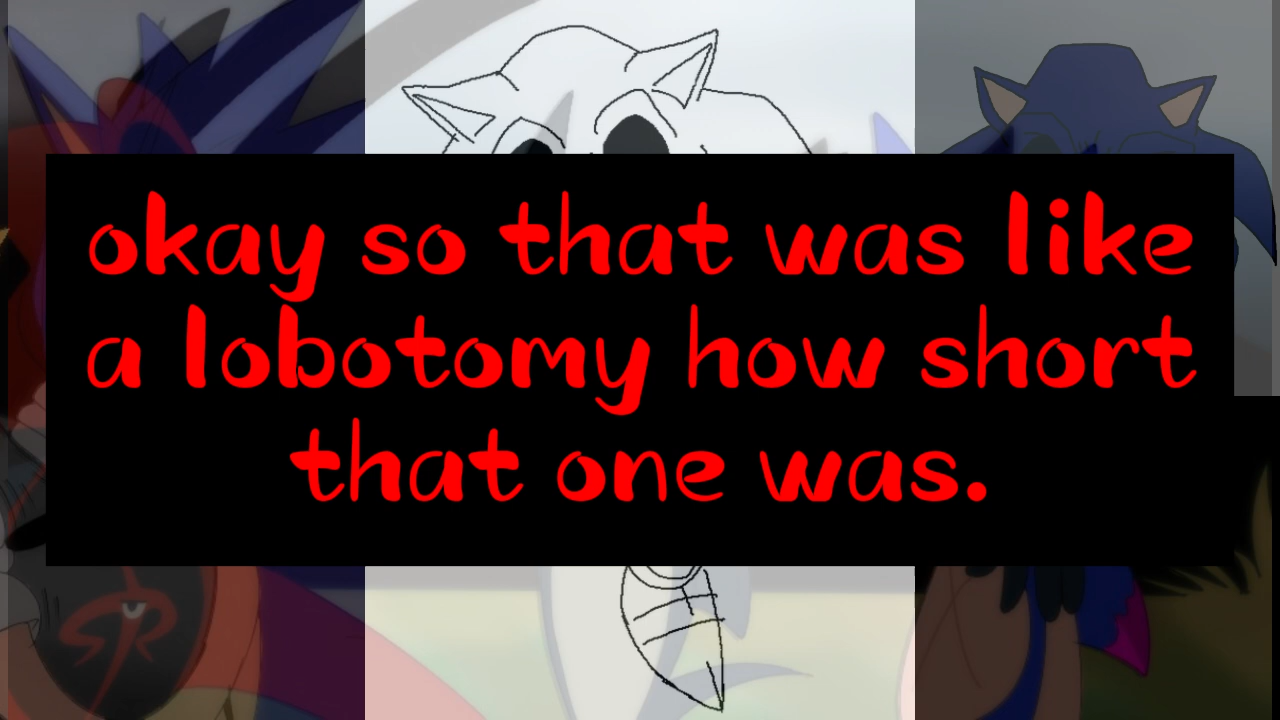 okay so that was like
a lobotomy how short
that one was.